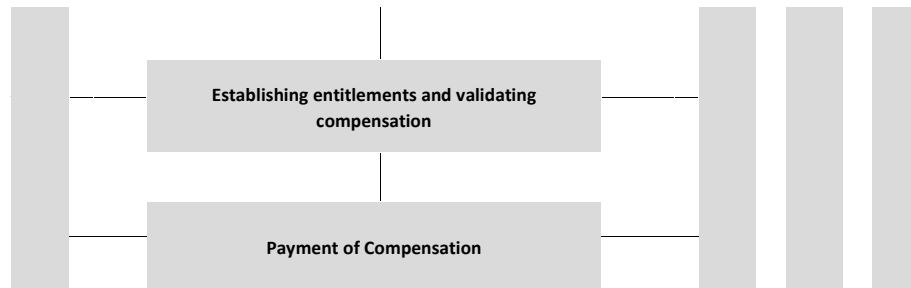 Establishing entitlements and validating
compensation
Payment of Compensation